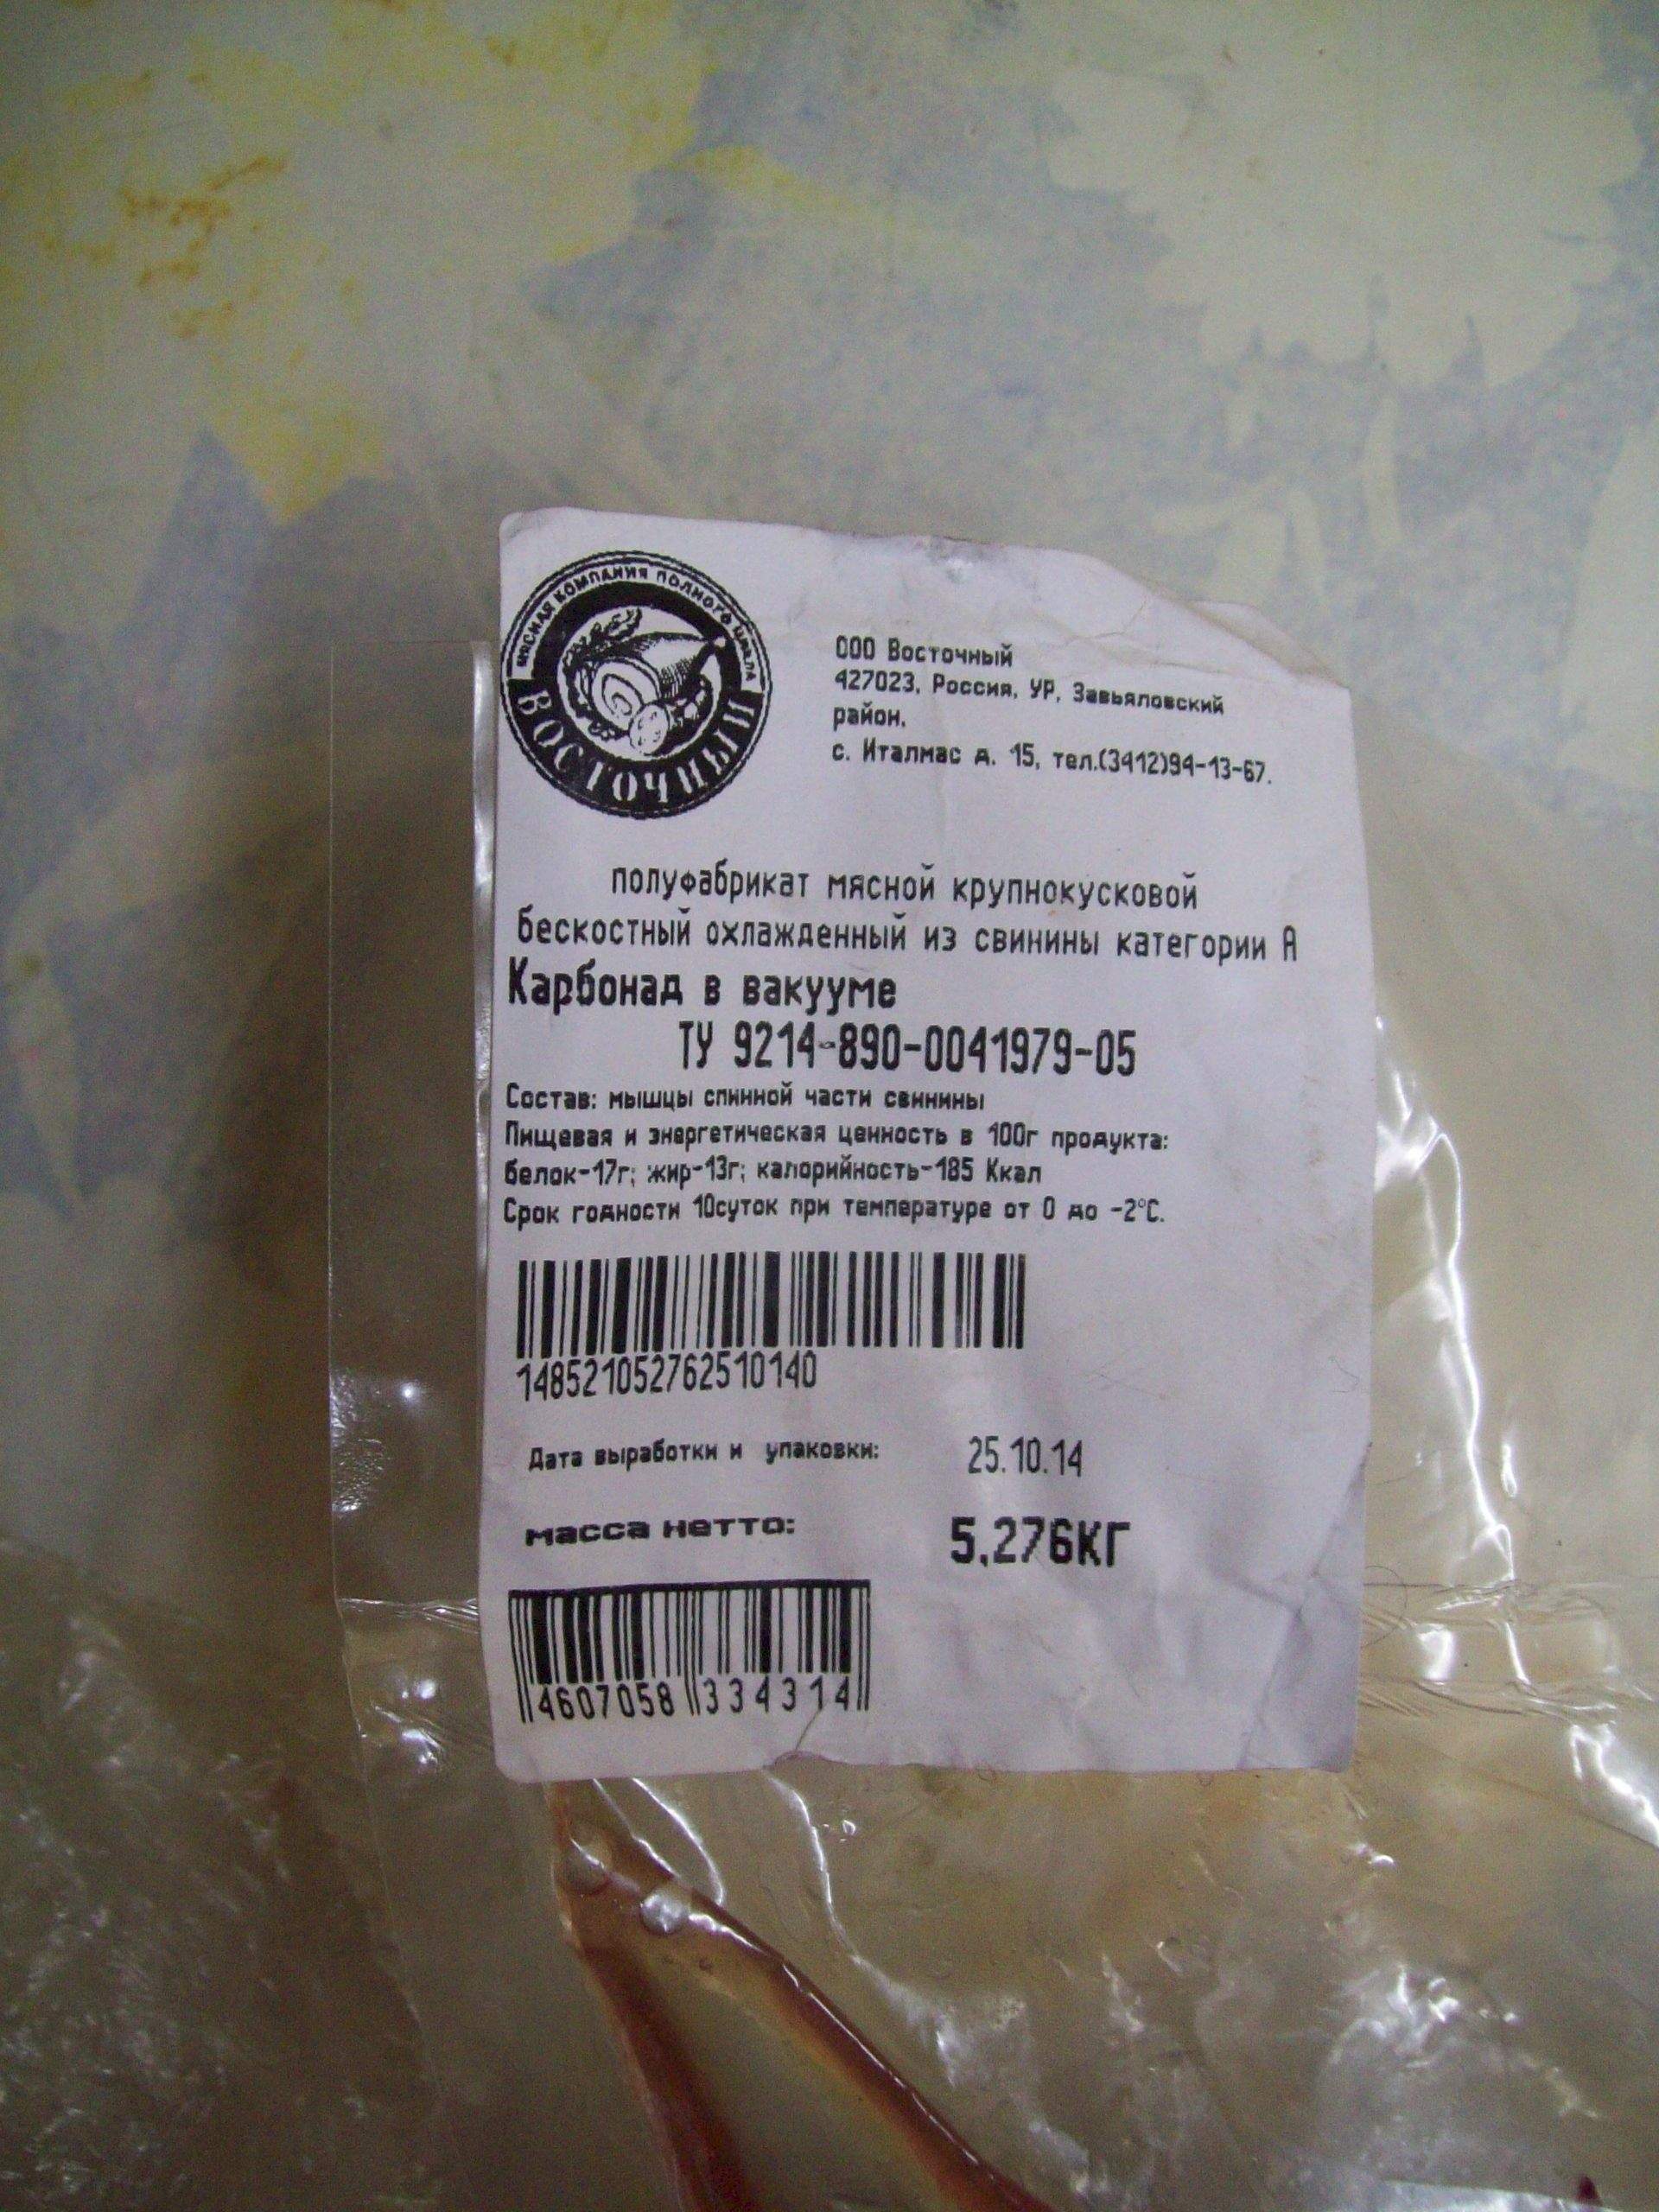 МЯСНАЯ КОМПАНИЯ ПОЛНОГО ЦИКЛА
ВОСТОЧНЫЙ
ООО Восточный
427023, Россия, УР, Завьяловский
район,
с. Италмас д. 15, тел.(3412)94-13-67.
полуфабрикат мясной крупнокусковой
бескостный охлажденный из свинины категории А
Карбонад в вакууме
ТУ 9214-890-0041979-05
Состав: мышцы спинной части свинины
Пищевая и энергетическая ценность в 100г продукта:
белок-17г; жир-13г; калорийность-185 Ккал
Срок годности 10суток при температуре от 0 до -2°С.
148521052762510140
Дата выработки и упаковки: 25.10.14
масса нетто: 5,276КГ
4607058 334314